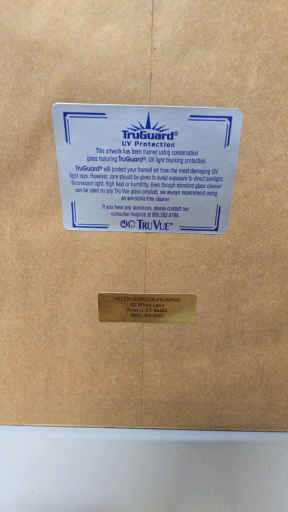 TruGuard®
UV Protection
This artwork has been framed using conservation
glass featuring TruGuard®, UV light blocking protection.
TruGuard® will protect your framed art from the most damaging UV
light rays. However, care should be given to avoid exposure to direct sunlight,
fluorescent light, high heat or humidity. Even though standard glass cleaner
can be used on any Tru Vue glass product, we always recommend using
an ammonia-free cleaner.
If you have any questions, please contact our
customer helpline at 800.282.8788.
TRU VUE®